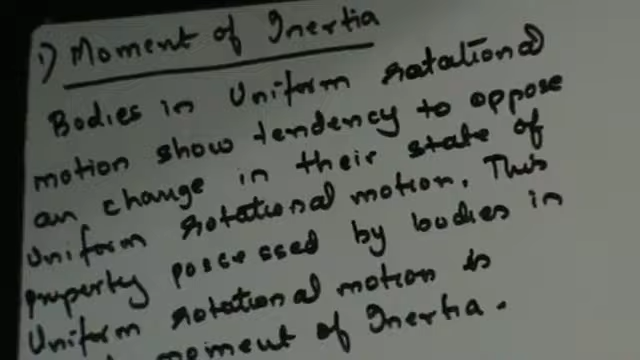 1) Moment of Inertia
Bodies in Uniform rotational
motion show tendency to oppose
an change in their state of
Uniform rotational motion. This
property possessed by bodies in
Uniform rotational motion is
moment of Inertia.